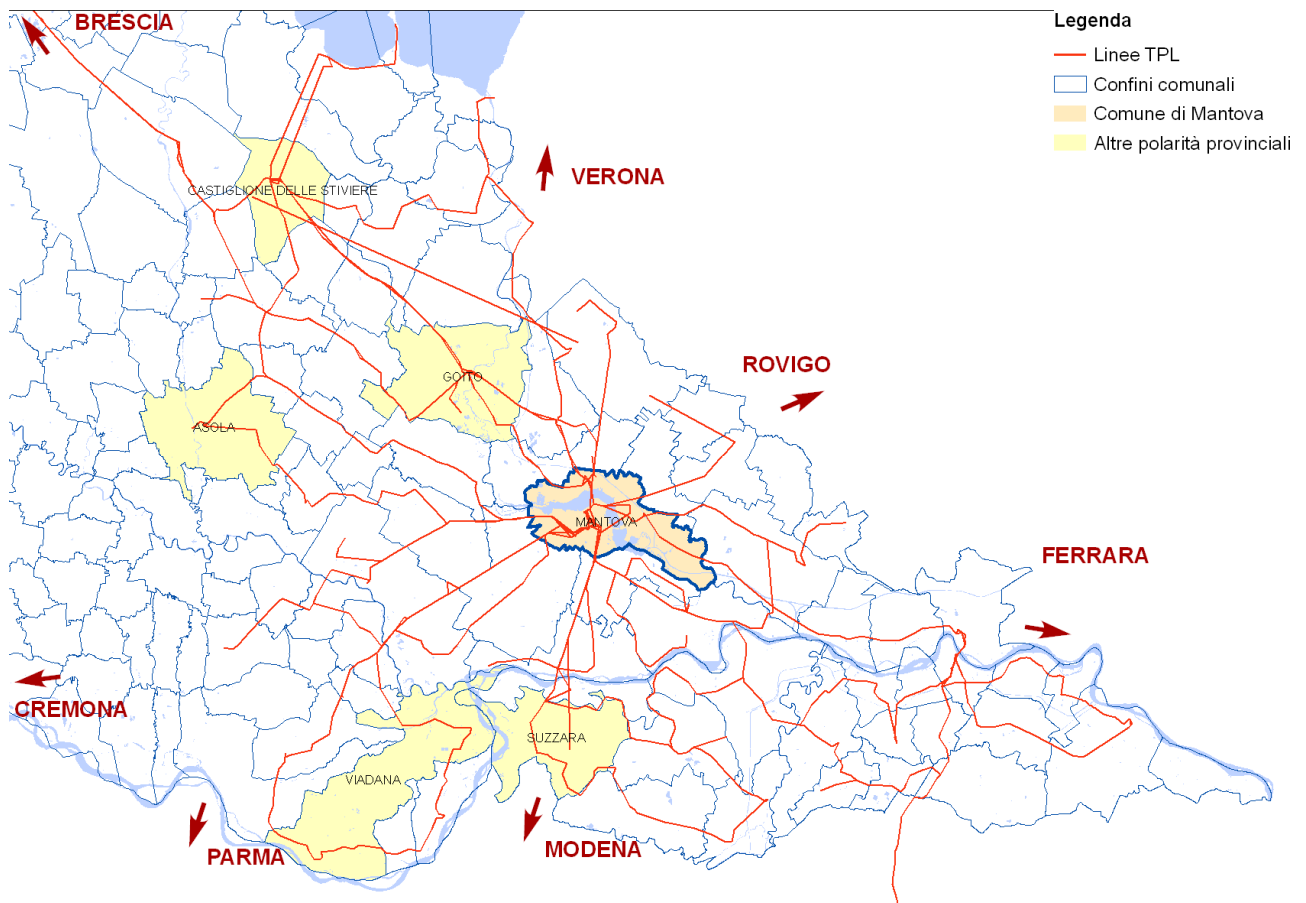 BRESCIA
Legenda
Linee TPL
Confini comunali
Comune di Mantova
Altre polarità provinciali
VERONA
CASTIGLIONE DELLE STIVIERE
ROVIGO
GOITO
ASOLA
MANTOVA
FERRARA
CREMONA
SUZZARA
VIADANA
MODENA
PARMA